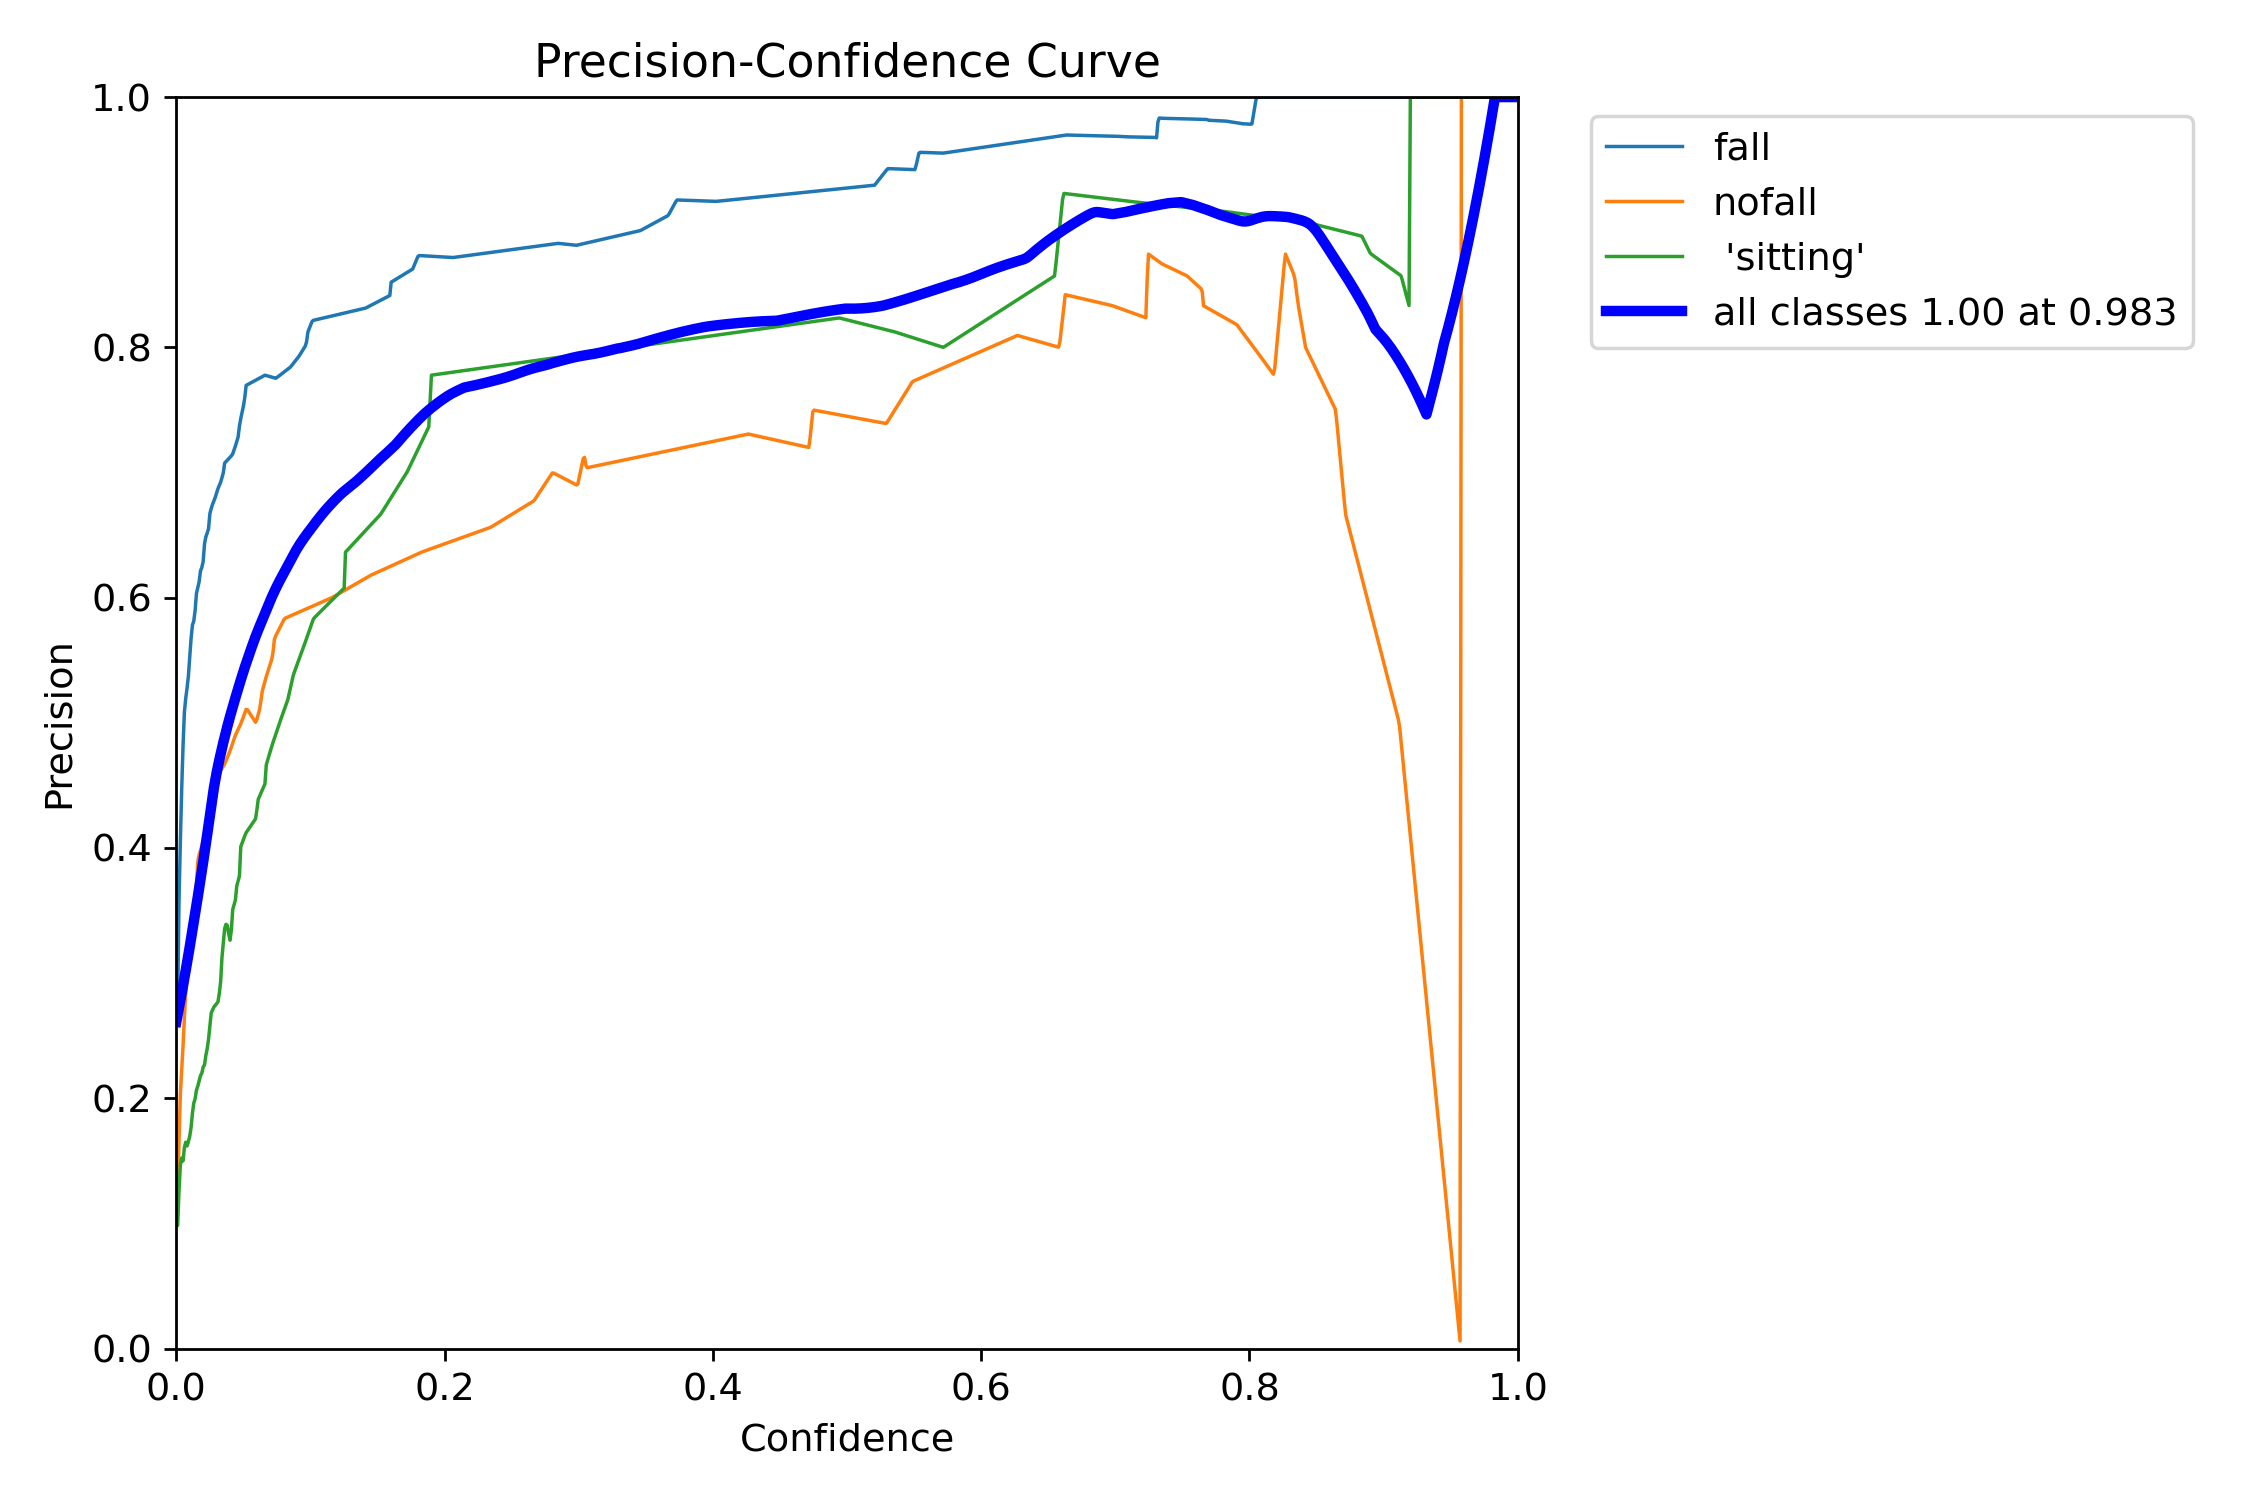 Precision-Confidence Curve
1.0
0.8
0.6
0.4
0.2
0.0
Precision
0.0 0.2 0.4 0.6 0.8 1.0
Confidence
fall
nofall
'sitting'
all classes 1.00 at 0.983